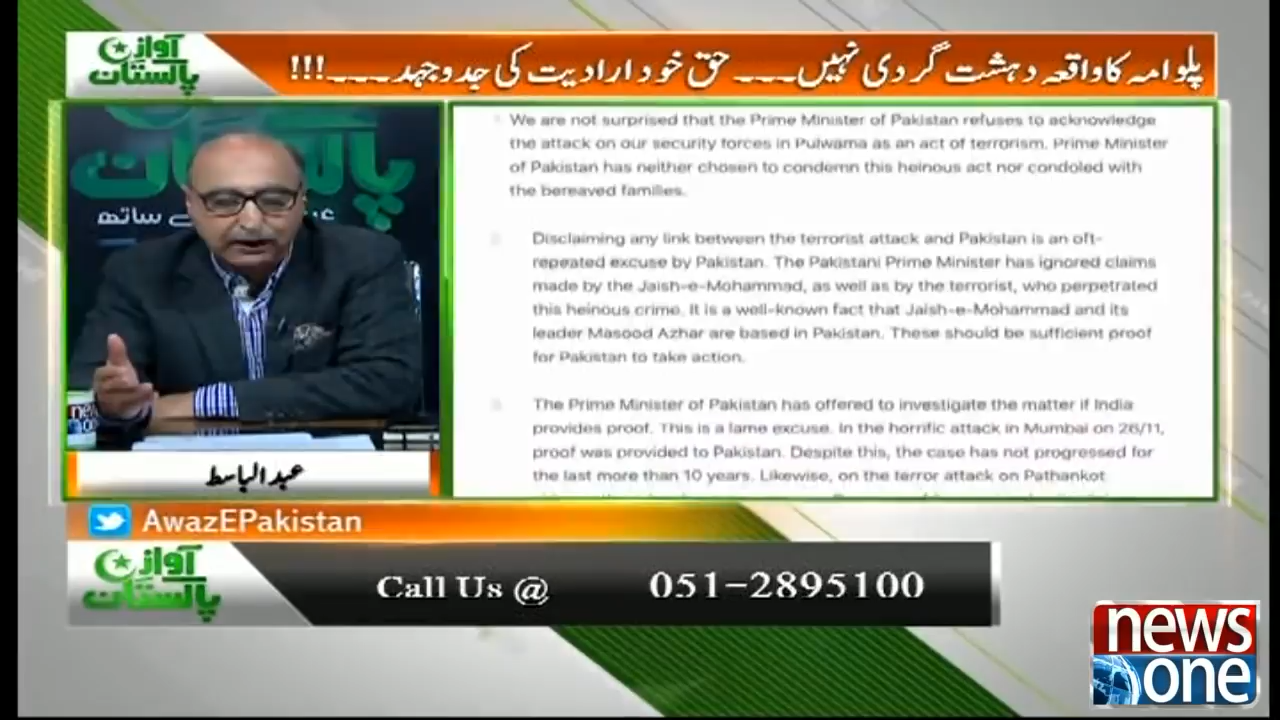 آوازِ پاکستان
پلوامہ کا واقعہ دہشت گردی نہیں۔۔۔حق خود ارادیت کی جدوجہد۔۔۔۔!!!
We are not surprised that the Prime Minister of Pakistan refuses to acknowledge
the attack on our security forces in Pulwama as an act of terrorism. Prime Minister
of Pakistan has neither chosen to condemn this heinous act nor condoled with
the bereaved families.
Disclaiming any link between the terrorist attack and Pakistan is an oft-
repeated excuse by Pakistan. The Pakistani Prime Minister has ignored claims
made by the Jaish-e-Mohammad, as well as by the terrorist, who perpetrated
this heinous crime. It is a well-known fact that Jaish-e-Mohammad and its
leader Masood Azhar are based in Pakistan. These should be sufficient proof
for Pakistan to take action.
The Prime Minister of Pakistan has offered to investigate the matter if India
provides proof. This is a lame excuse. In the horrific attack in Mumbai on 26/11,
proof was provided to Pakistan. Despite this, the case has not progressed for
the last more than 10 years. Likewise, on the terror attack on Pathankot
پاکستان
ساتھ
news
one
عبدالباسط
AwazEPakistan
آوازِ پاکستان
Call Us @ 051-2895100
news
one